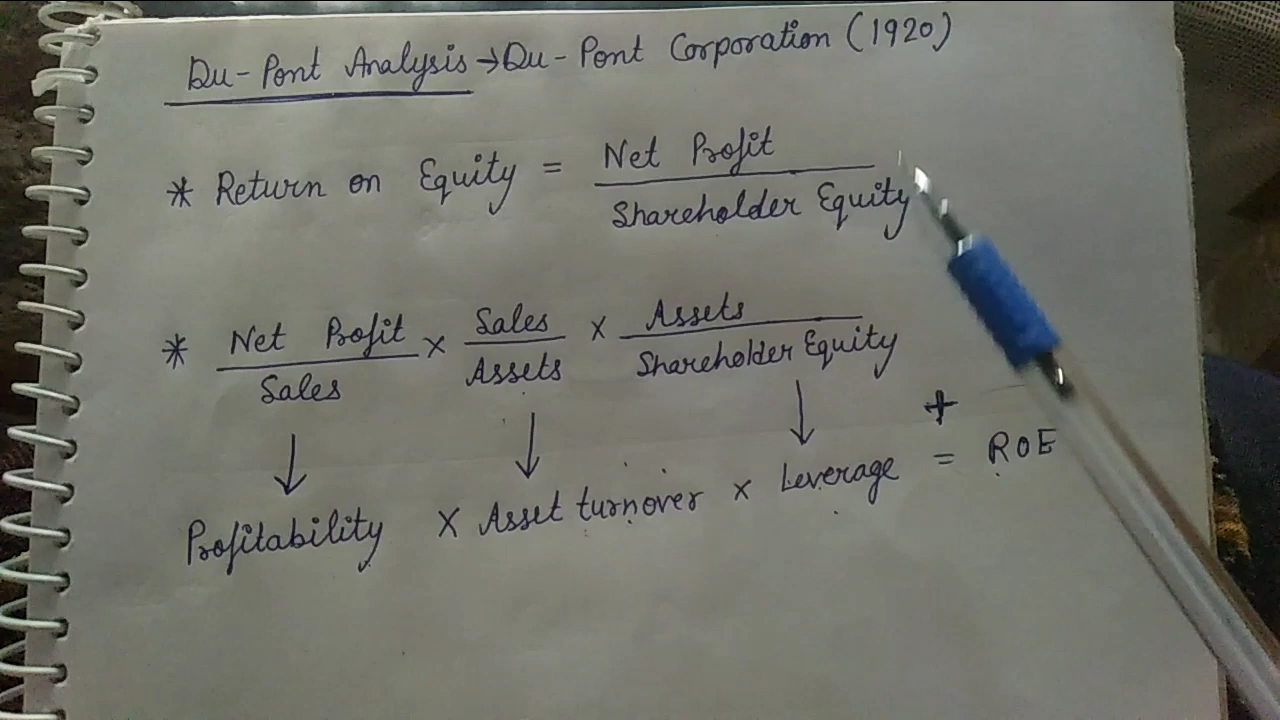 Du-Pont Analysis → Du-Pont Corporation (1920)
* Return on Equity = Net Profit / Shareholder Equity
* Net Profit / Sales × Sales / Assets × Assets / Shareholder Equity
↓ ↓ ↓ +
Profitability × Asset turnover × Leverage = ROE